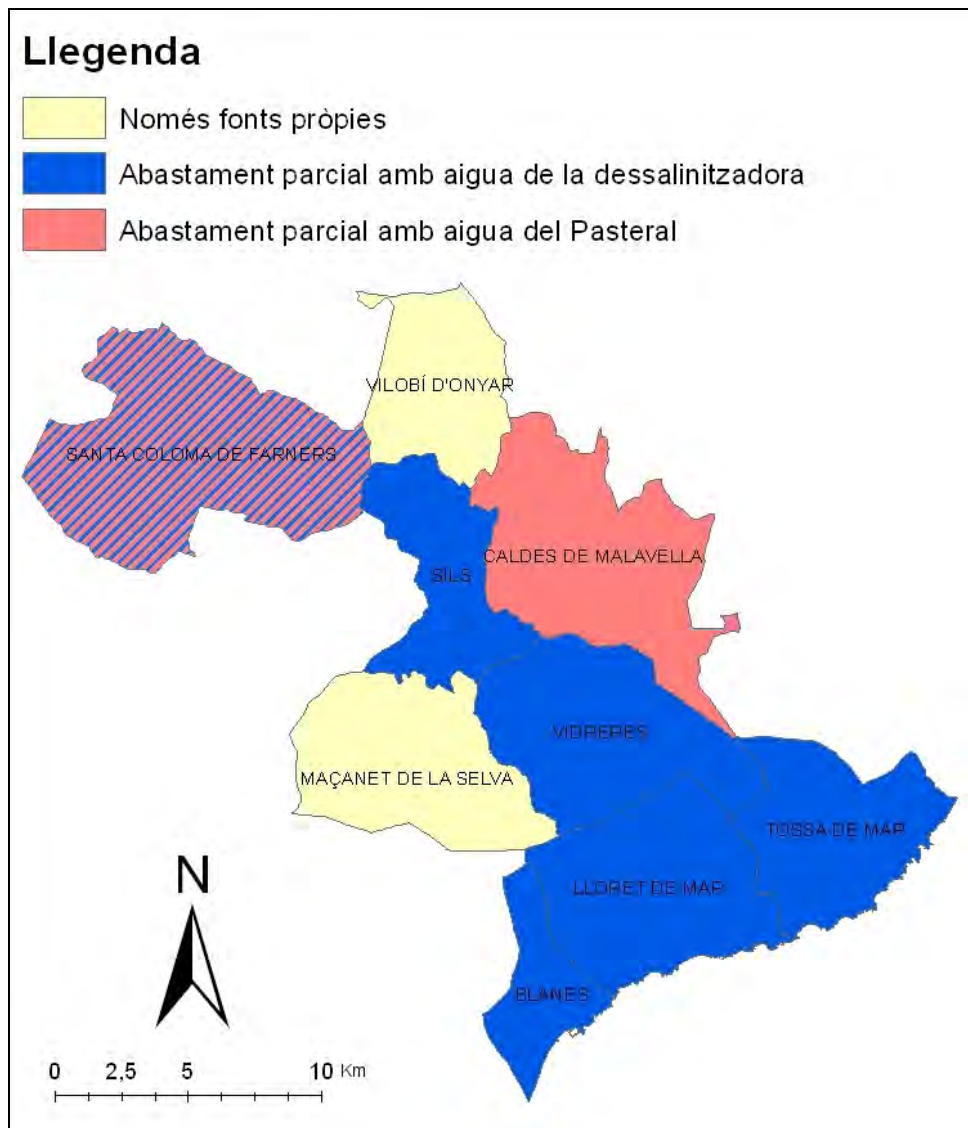 Llegenda
Només fonts pròpies
Abastament parcial amb aigua de la dessalinitzadora
Abastament parcial amb aigua del Pasteral
VILOBÍ D'ONYAR
SANTA COLOMA DE FARNERS
CALDES DE MALAVELLA
SILS
VIDRERES
MAÇANET DE LA SELVA
TOSSA DE MAR
LLORET DE MAR
BLANES
N
0 2,5 5 10 Km